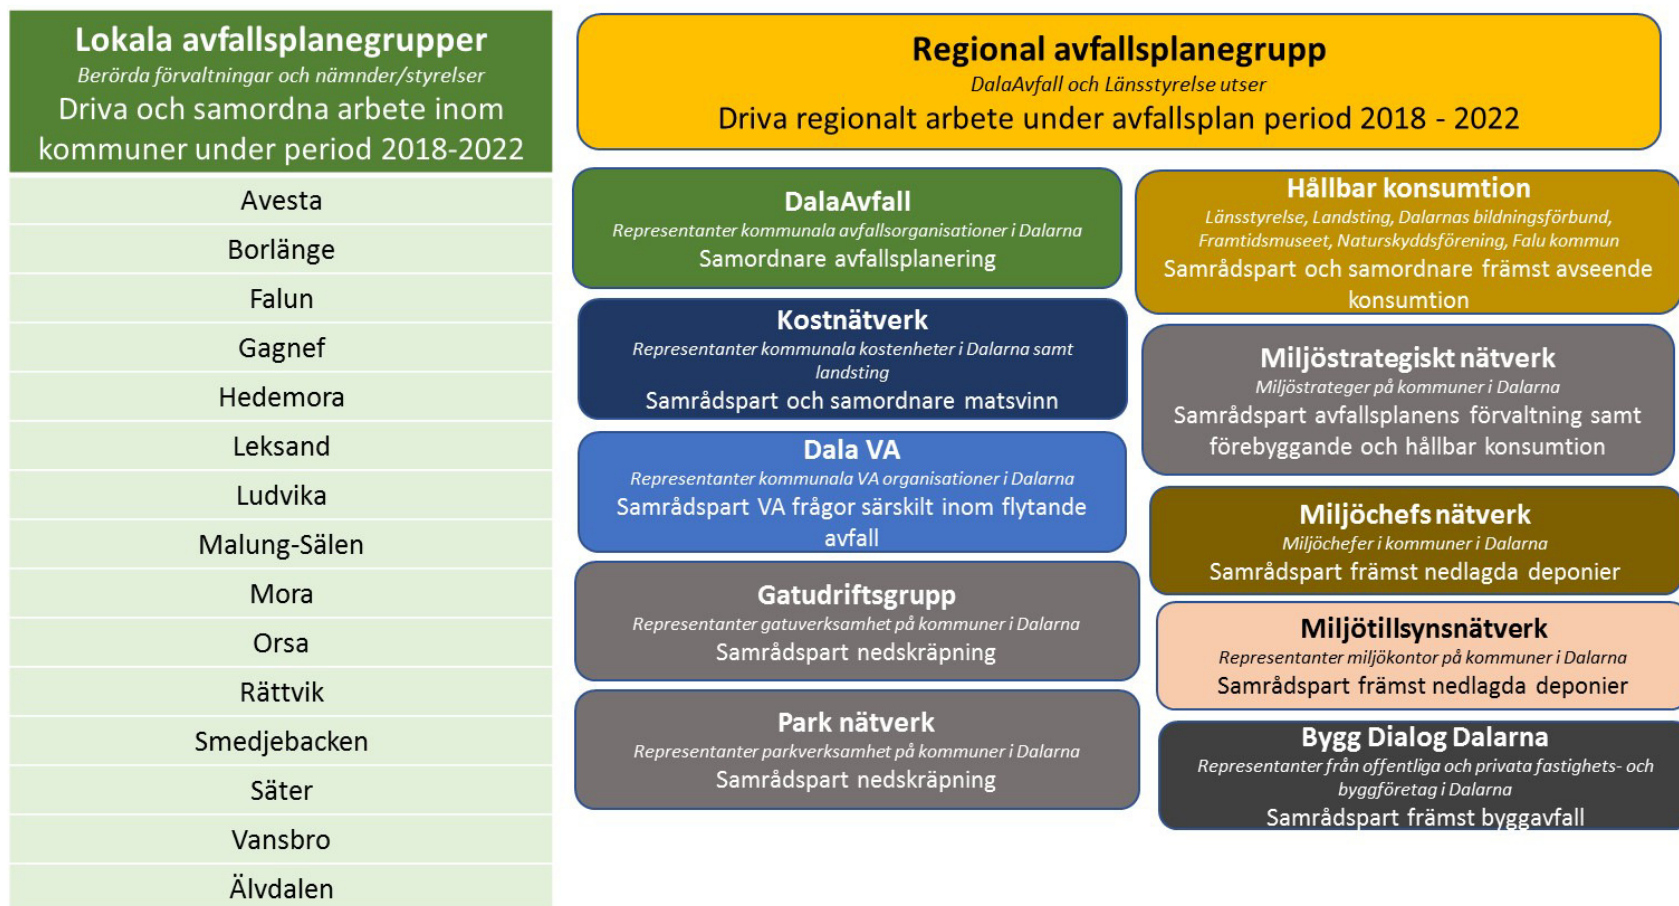 Lokala avfallsplanegrupper
Berörda förvaltningar och nämnder/styrelser
Driva och samordna arbete inom
kommuner under period 2018-2022
Avesta
Borlänge
Falun
Gagnef
Hedemora
Leksand
Ludvika
Malung-Sälen
Mora
Orsa
Rättvik
Smedjebacken
Säter
Vansbro
Älvdalen
Regional avfallsplanegrupp
DalaAvfall och Länsstyrelse utser
Driva regionalt arbete under avfallsplan period 2018 - 2022
DalaAvfall
Representanter kommunala avfallsorganisationer i Dalarna
Samordnare avfallsplanering
Kostnätverk
Representanter kommunala kostenheter i Dalarna samt
landsting
Samrådspart och samordnare matsvinn
Dala VA
Representanter kommunala VA organisationer i Dalarna
Samrådspart VA frågor särskilt inom flytande
avfall
Gatudriftsgrupp
Representanter gatuverksamhet på kommuner i Dalarna
Samrådspart nedskräpning
Park nätverk
Representanter parkverksamhet på kommuner i Dalarna
Samrådspart nedskräpning
Hållbar konsumtion
Länsstyrelse, Landsting, Dalarnas bildningsförbund,
Framtidsmuseet, Naturskyddsförening, Falu kommun
Samrådspart och samordnare främst avseende
konsumtion
Miljöstrategiskt nätverk
Miljöstrateger på kommuner i Dalarna
Samrådspart avfallsplanens förvaltning samt
förebyggande och hållbar konsumtion
Miljöchefs nätverk
Miljöchefer i kommuner i Dalarna
Samrådspart främst nedlagda deponier
Miljötillsynsnätverk
Representanter miljökontor på kommuner i Dalarna
Samrådspart främst nedlagda deponier
Bygg Dialog Dalarna
Representanter från offentliga och privata fastighets- och
byggföretag i Dalarna
Samrådspart främst byggavfall